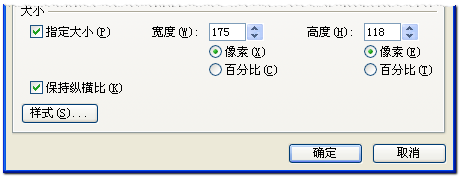 大小
指定大小(F) 宽度(W): 175 高度(H): 118
像素(X) 像素(E)
百分比(C) 百分比(T)
保持纵横比(K)
样式(S)...
确定 取消